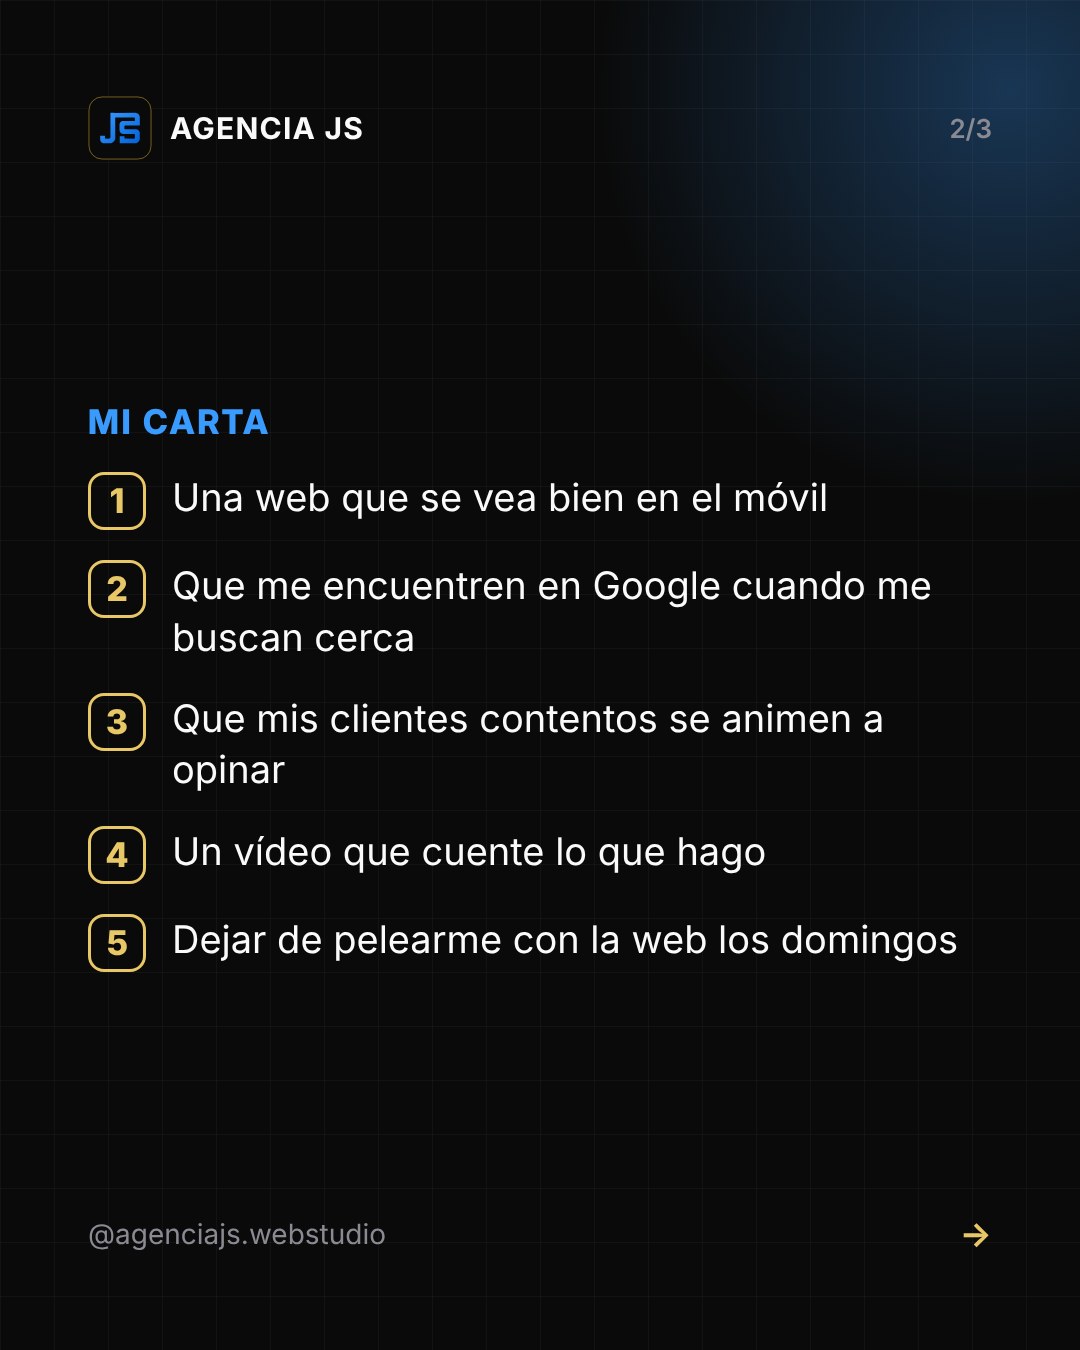 JS AGENCIA JS
2/3
MI CARTA
1 Una web que se vea bien en el móvil
2 Que me encuentren en Google cuando me
buscan cerca
3 Que mis clientes contentos se animen a
opinar
4 Un vídeo que cuente lo que hago
5 Dejar de pelearme con la web los domingos
@agenciajs.webstudio →